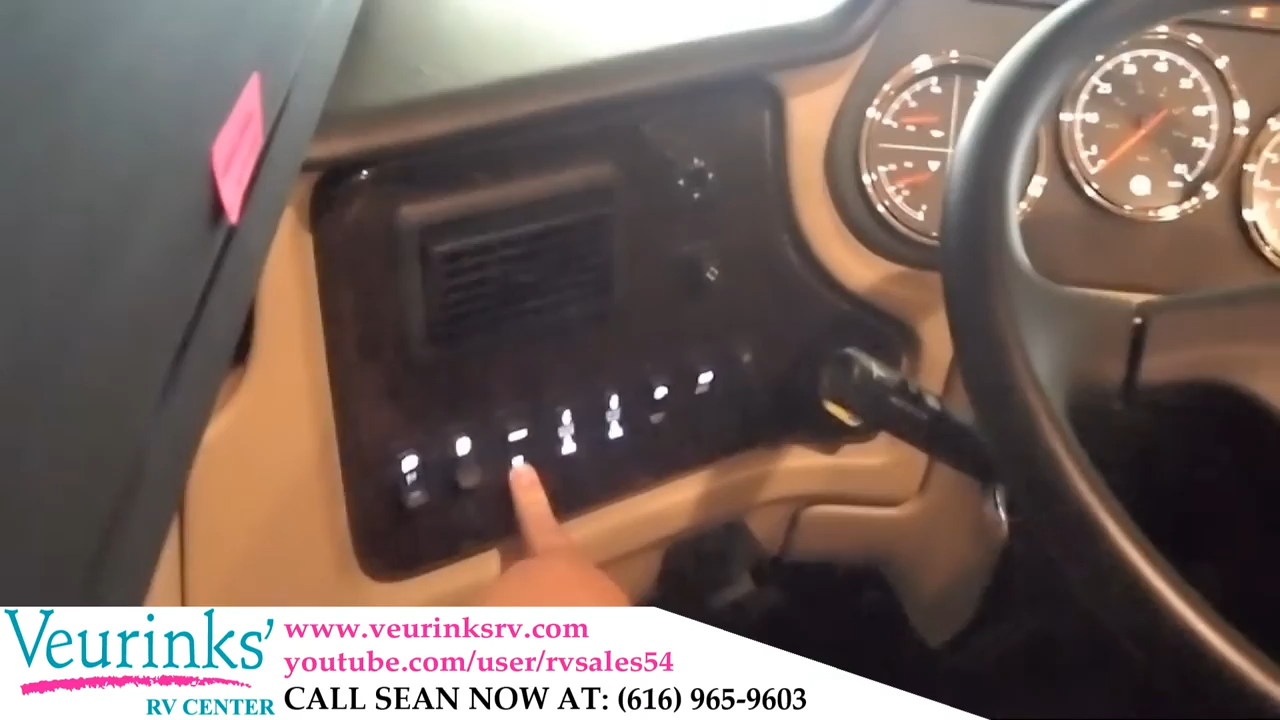 Veurinks'
RV CENTER
www.veurinksrv.com
youtube.com/user/rvsales54
CALL SEAN NOW AT: (616) 965-9603